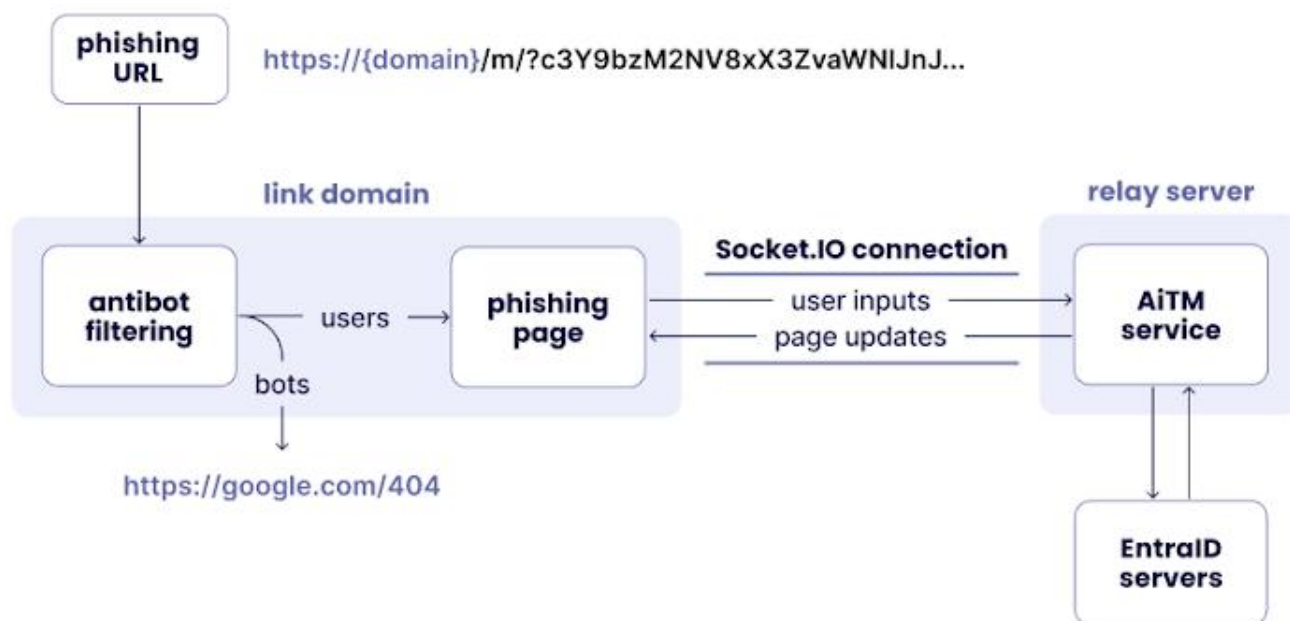 phishing
URL
https://{domain}/m/?c3Y9bzM2NV8xX3ZvaWNlJnJ...
link domain
relay server
antibot
filtering
users
bots
phishing
page
Socket.IO connection
user inputs
page updates
AiTM
service
https://google.com/404
EntraID
servers